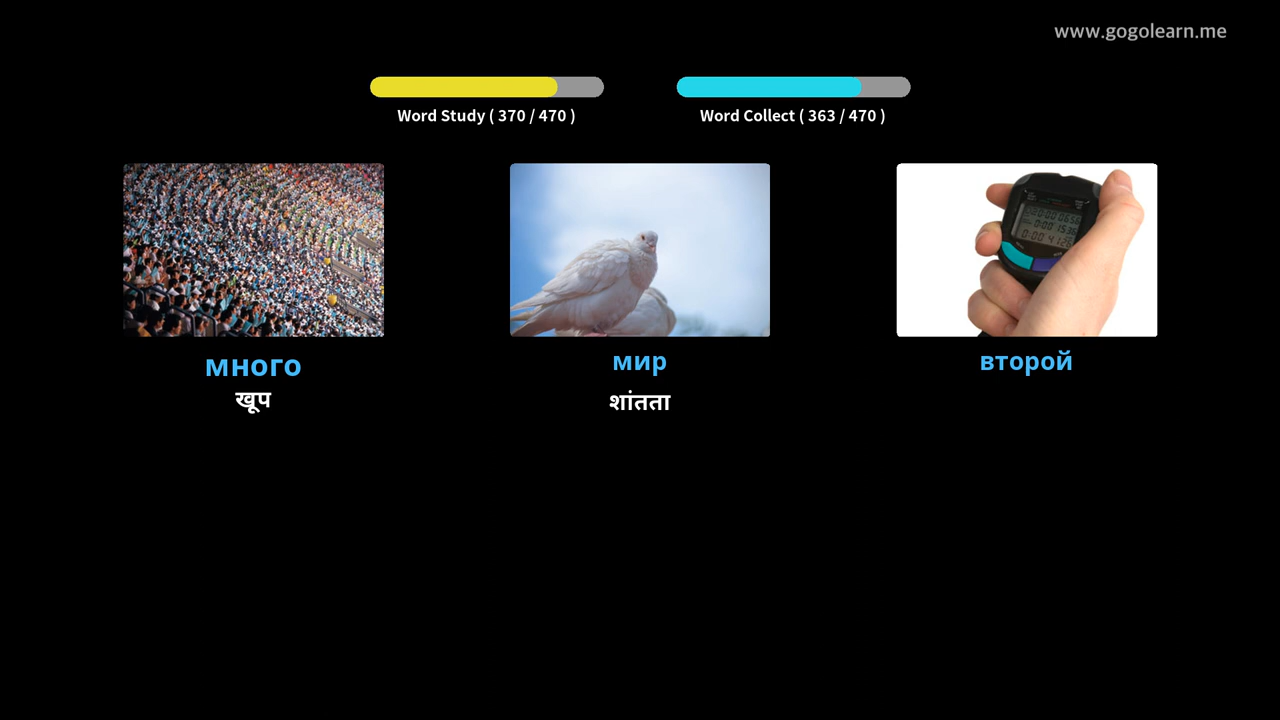 www.gogolearn.me
Word Study ( 370 / 470 )
Word Collect ( 363 / 470 )
много
खूप
мир
शांतता
второй